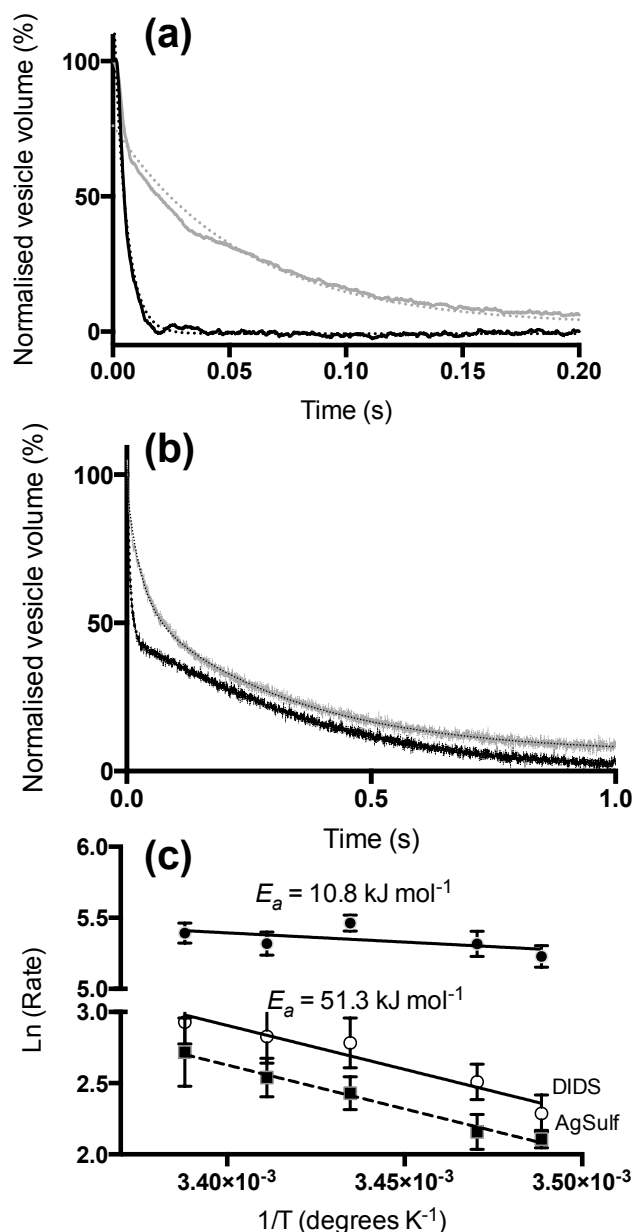 (a)
Normalised vesicle volume (%)
100
50
0
0.00 0.05 0.10 0.15 0.20
Time (s)
(b)
Normalised vesicle volume (%)
100
50
0
0.0 0.5 1.0
Time (s)
(c)
Ln (Rate)
6.0
Eₐ = 10.8 kJ mol⁻¹
5.5
5.0
Eₐ = 51.3 kJ mol⁻¹
3.0
2.5
DIDS
AgSulf
2.0
3.40×10⁻³ 3.45×10⁻³ 3.50×10⁻³
1/T (degrees K⁻¹)